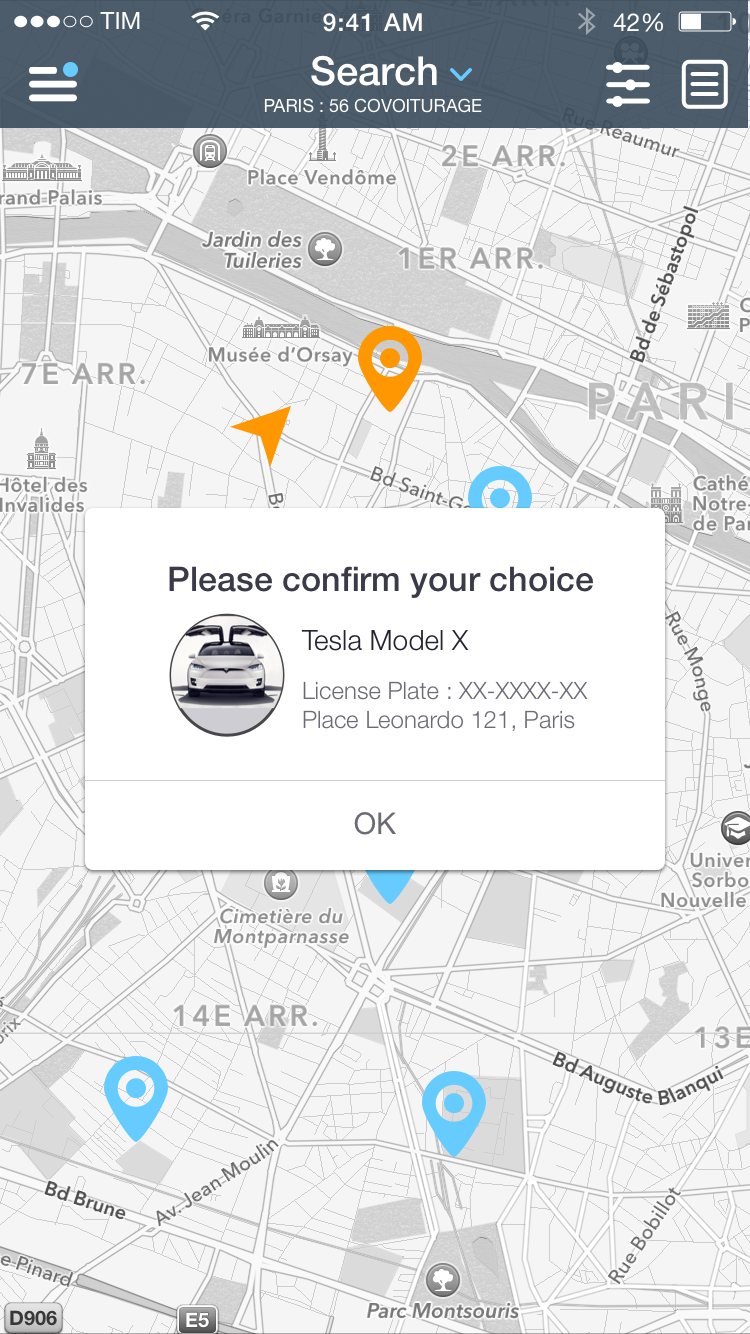 TIM
9:41 AM
42%
Search
PARIS : 56 COVOITURAGE
éra Garnier
2E ARR.
Rue Reaumur
Place Vendôme
rand Palais
Jardin des
Tuileries
1ER ARR.
Bd de Sébastopol
Musée d'Orsay
7E ARR.
PARI
Hôtel des
Invalides
Bd Saint-Ge
Cathé
Notre-
de Par
Please confirm your choice
Tesla Model X
License Plate : XX-XXXX-XX
Place Leonardo 121, Paris
OK
Rue Monge
Univer
Sorbo
Nouvelle
Cimetière du
Montparnasse
14E ARR.
13E
Bd Auguste Blanqui
Av. Jean Moulin
Bd Brune
Rue Bobillot
e Pinard
Parc Montsouris
D906
E5